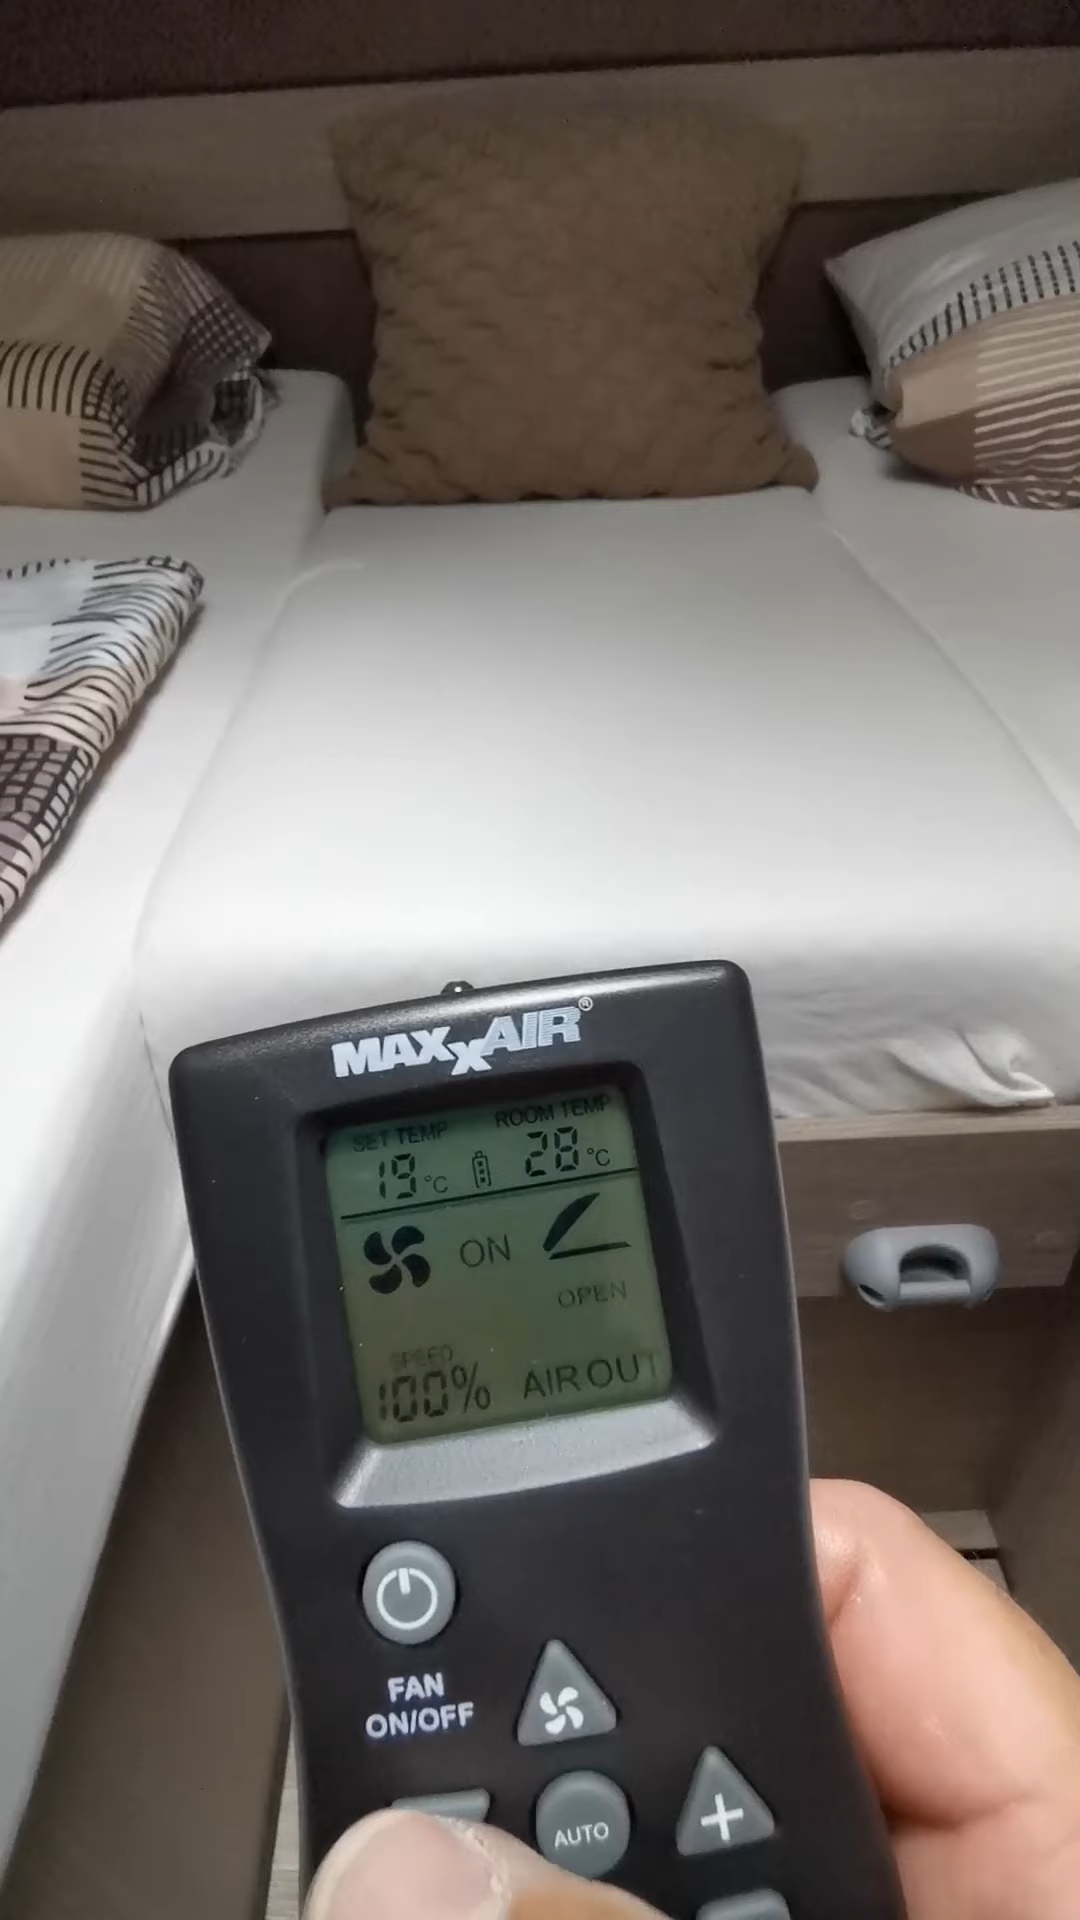 MAXXAIR®
SET TEMP ROOM TEMP
19°C 28°C
ON
OPEN
SPEED
100% AIR OUT
FAN
ON/OFF
AUTO
+